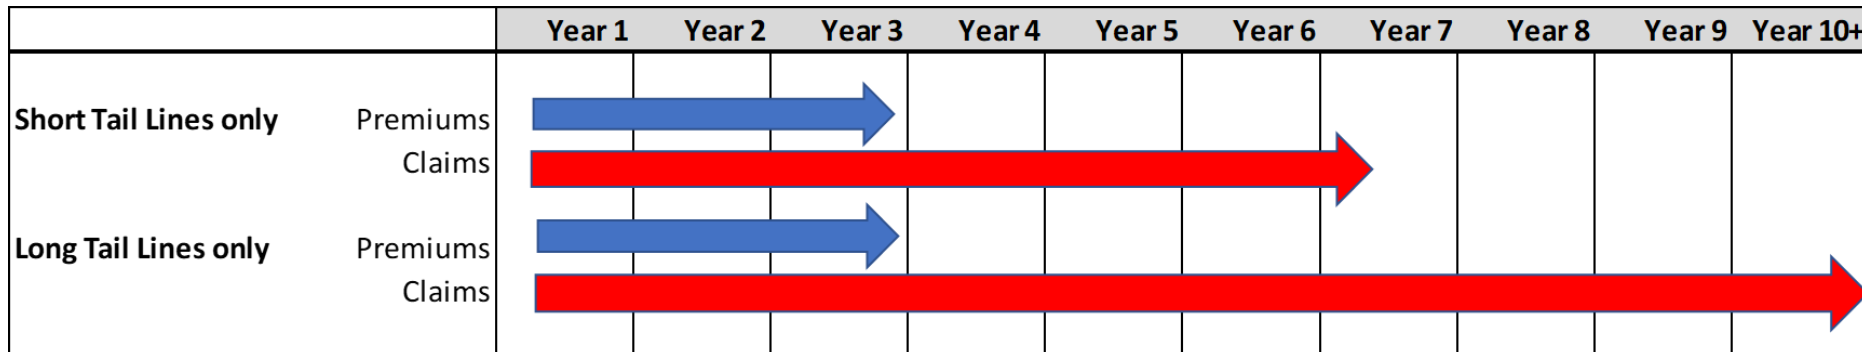 Year 1 Year 2 Year 3 Year 4 Year 5 Year 6 Year 7 Year 8 Year 9 Year 10+
Short Tail Lines only Premiums
Claims
Long Tail Lines only Premiums
Claims